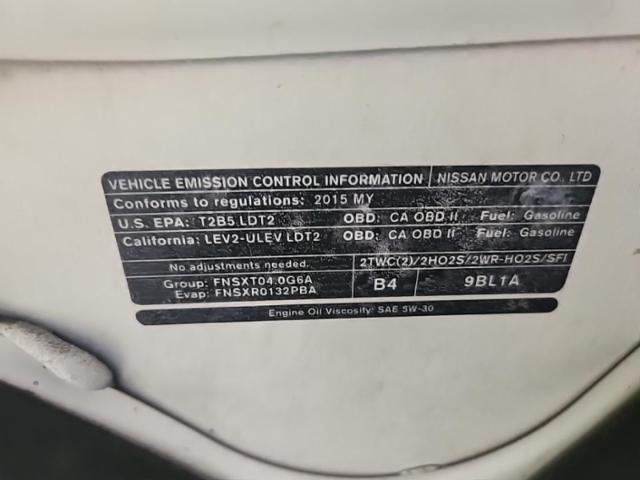 VEHICLE EMISSION CONTROL INFORMATION NISSAN MOTOR CO., LTD
Conforms to regulations: 2015 MY
U.S. EPA: T2B5 LDT2 OBD: CA OBD II Fuel: Gasoline
California: LEV2-ULEV LDT2 OBD: CA OBD II Fuel: Gasoline
No adjustments needed. 2TWC(2)/2HO2S/2WR-HO2S/SFI
Group: FNSXT04.0G6A
Evap: FNSXR0132PBA
B4
9BL1A
Engine Oil Viscosity: SAE 5W-30